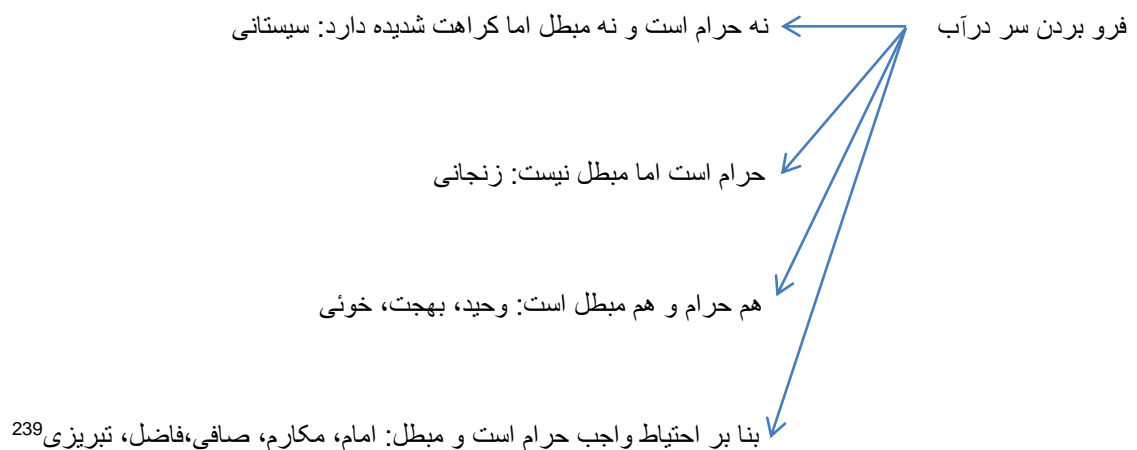 فرو بردن سر درآب
نه حرام است و نه مبطل اما کراهت شدیده دارد: سیستانی
حرام است اما مبطل نیست: زنجانی
هم حرام و هم مبطل است: وحید، بهجت، خوئی
بنا بر احتیاط واجب حرام است و مبطل: امام، مکارم، صافی،فاضل، تبریزی239